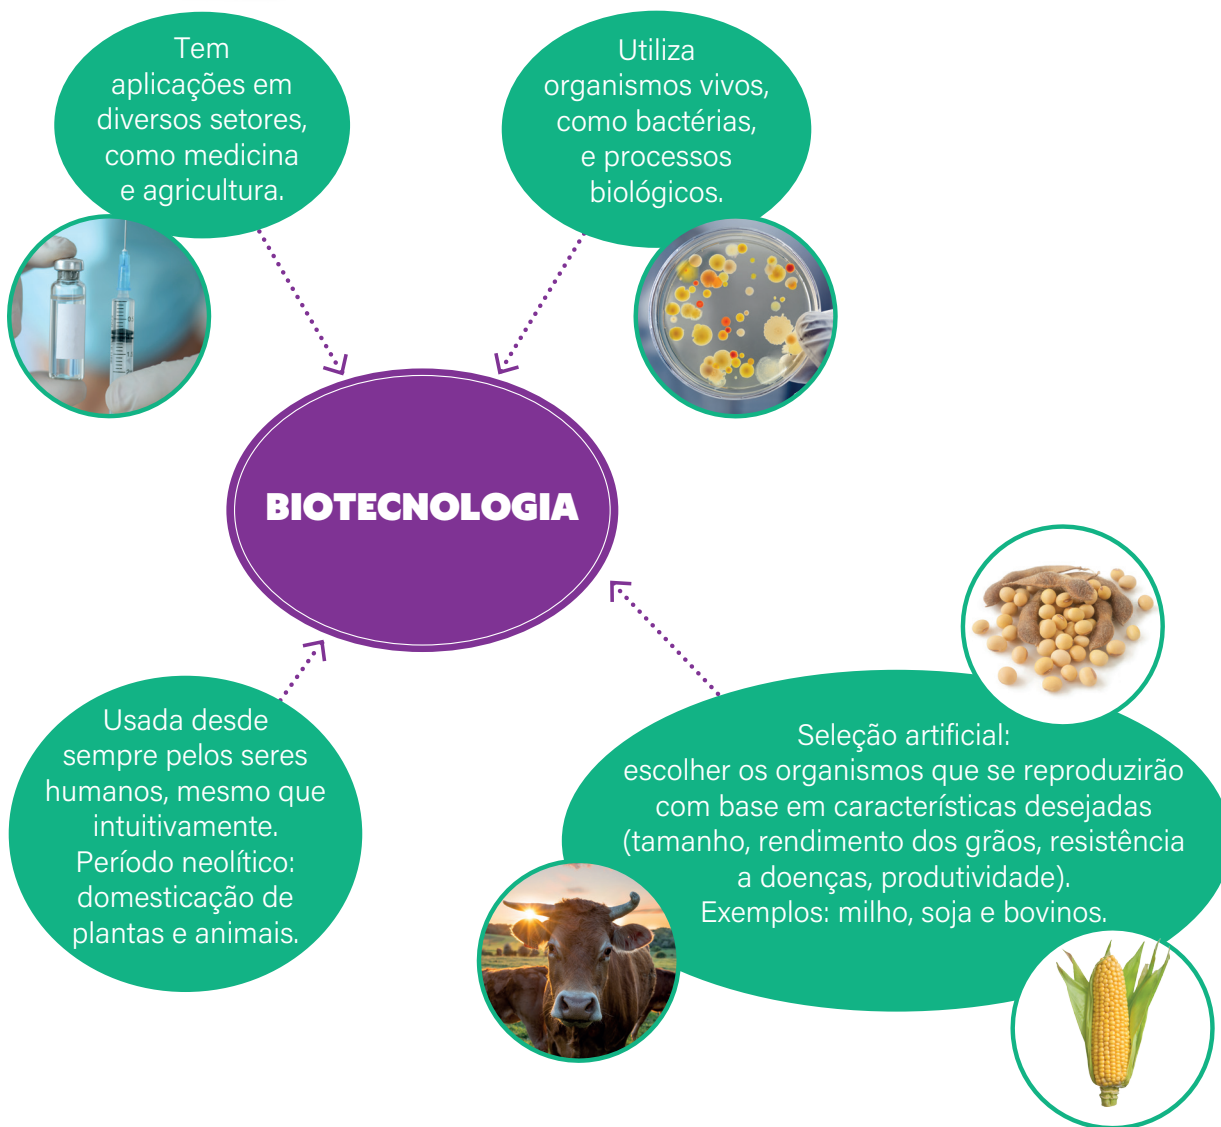 Tem
aplicações em
diversos setores,
como medicina
e agricultura.
Utiliza
organismos vivos,
como bactérias,
e processos
biológicos.
BIOTECNOLOGIA
Usada desde
sempre pelos seres
humanos, mesmo que
intuitivamente.
Período neolítico:
domesticação de
plantas e animais.
Seleção artificial:
escolher os organismos que se reproduzirão
com base em características desejadas
(tamanho, rendimento dos grãos, resistência
a doenças, produtividade).
Exemplos: milho, soja e bovinos.